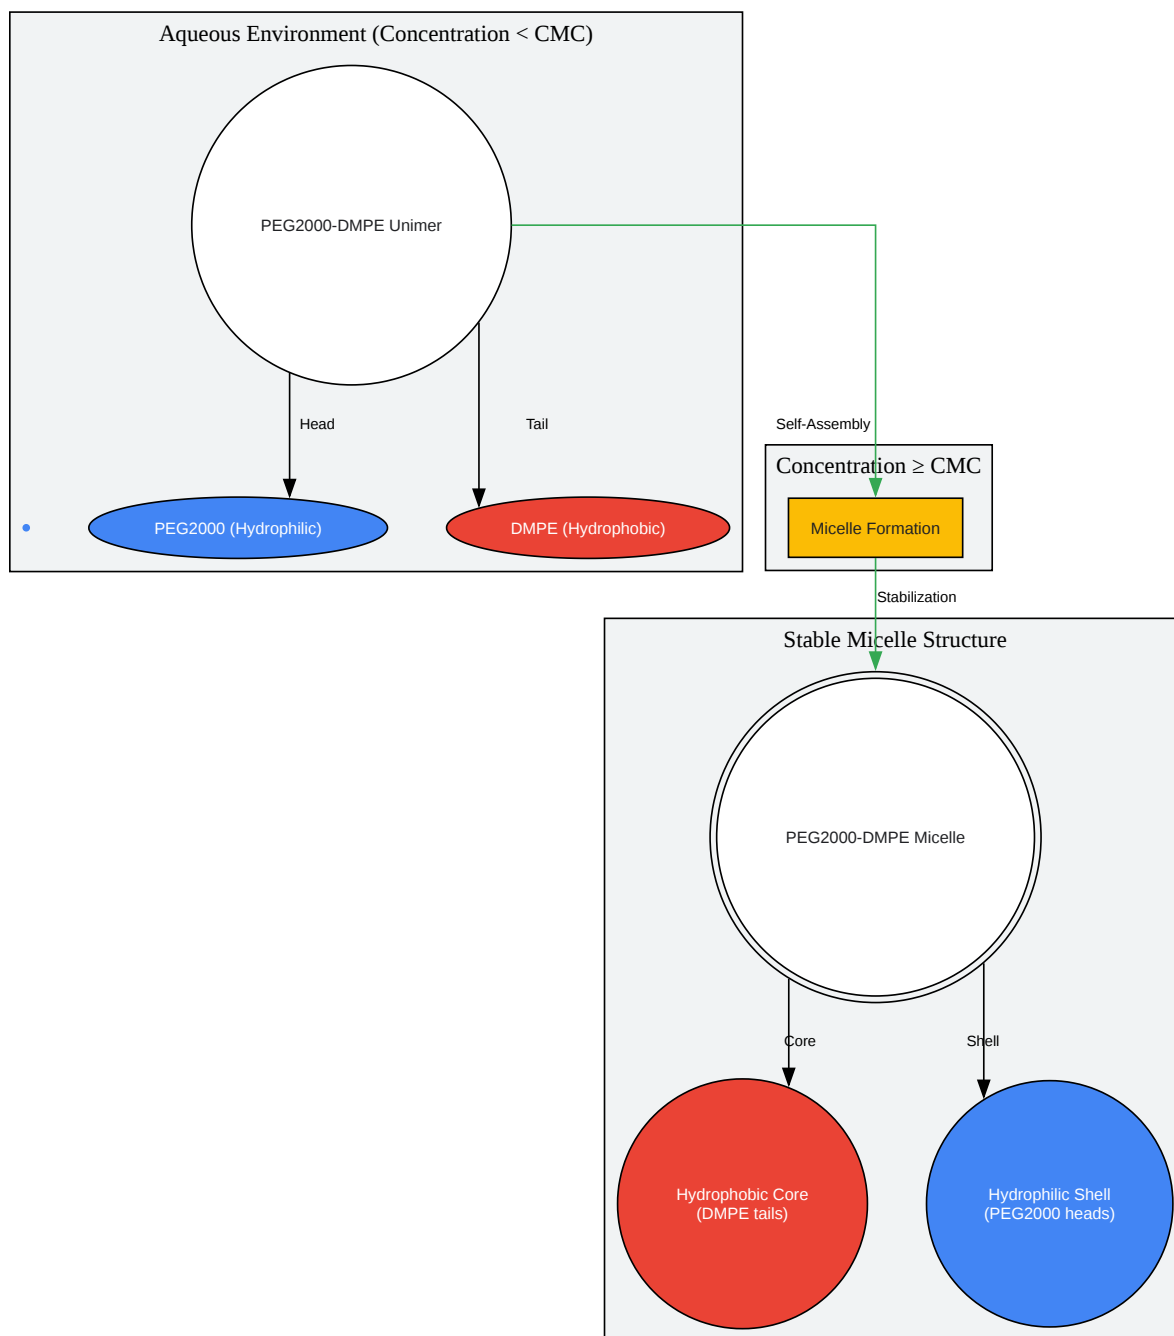 Aqueous Environment (Concentration < CMC)
PEG2000-DMPE Unimer
Head
Tail
PEG2000 (Hydrophilic)
DMPE (Hydrophobic)
Self-Assembly
Concentration ≥ CMC
Micelle Formation
Stabilization
Stable Micelle Structure
PEG2000-DMPE Micelle
Core
Shell
Hydrophobic Core
(DMPE tails)
Hydrophilic Shell
(PEG2000 heads)